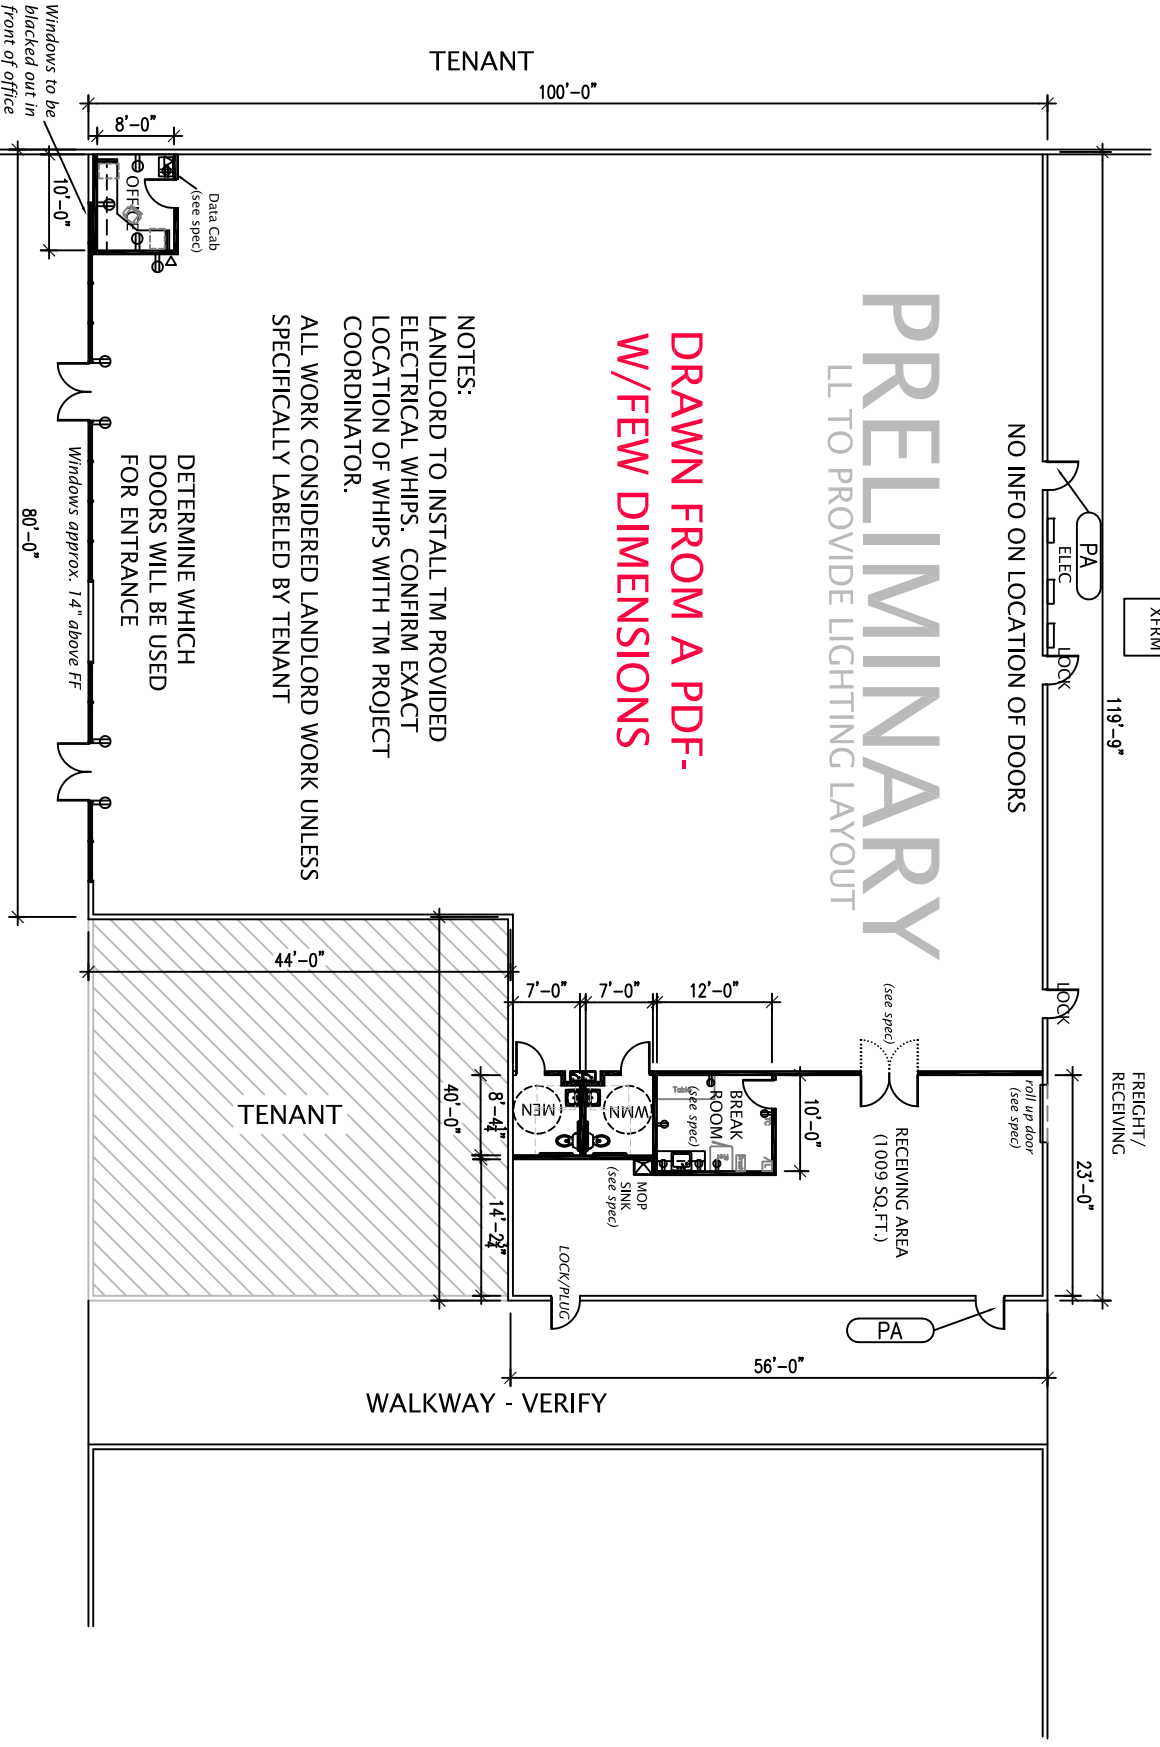 TENANT
100'-0"
8'-0"
10'-0"
Windows to be
blacked out in
front of office
OFFICE
Data Cab
(see spec)
80'-0"
119'-9"
XFRM
PRELIMINARY
LL TO PROVIDE LIGHTING LAYOUT
NO INFO ON LOCATION OF DOORS
PA
ELEC
LOCK
LOCK
DRAWN FROM A PDF-
W/FEW DIMENSIONS
NOTES:
LANDLORD TO INSTALL TM PROVIDED
ELECTRICAL WHIPS. CONFIRM EXACT
LOCATION OF WHIPS WITH TM PROJECT
COORDINATOR.
ALL WORK CONSIDERED LANDLORD WORK UNLESS
SPECIFICALLY LABELED BY TENANT
DETERMINE WHICH
DOORS WILL BE USED
FOR ENTRANCE
Windows approx. 14" above FF
44'-0"
7'-0"
7'-0"
12'-0"
(see spec)
FREIGHT/
RECEIVING
roll up door
(see spec)
23'-0"
RECEIVING AREA
(1009 SQ.FT.)
10'-0"
BREAK
ROOM
(see spec)
Table
Ref
MEN
WMN
MOP
SINK
(see spec)
8'-4
14'-2
40'-0"
TENANT
LOCK/PLUG
PA
56'-0"
WALKWAY - VERIFY